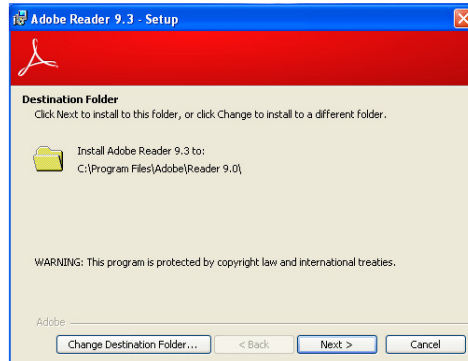 Adobe Reader 9.3 - Setup
Destination Folder
Click Next to install to this folder, or click Change to install to a different folder.
Install Adobe Reader 9.3 to:
C:\Program Files\Adobe\Reader 9.0\
WARNING: This program is protected by copyright law and international treaties.
Adobe
Change Destination Folder... < Back Next > Cancel